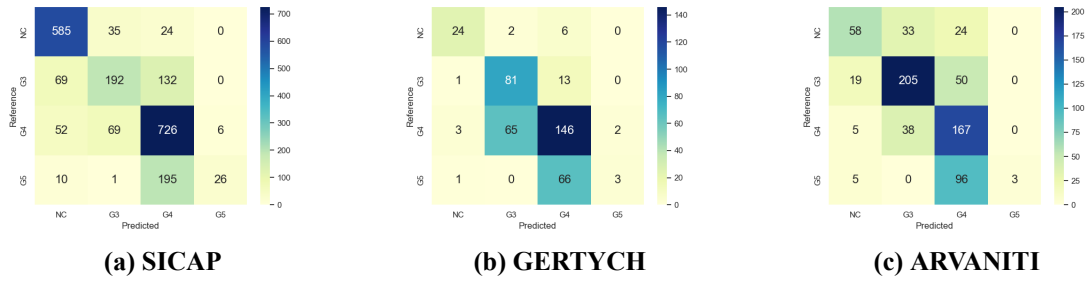 NC 585 35 24 0
G3 69 192 132 0
G4 52 69 726 6
G5 10 1 195 26
NC G3 G4 G5
Predicted
Reference
700
600
500
400
300
200
100
0
(a) SICAP
NC 24 2 6 0
G3 1 81 13 0
G4 3 65 146 2
G5 1 0 66 3
NC G3 G4 G5
Predicted
Reference
140
120
100
80
60
40
20
0
(b) GERTYCH
NC 58 33 24 0
G3 19 205 50 0
G4 5 38 167 0
G5 5 0 96 3
NC G3 G4 G5
Predicted
Reference
200
175
150
125
100
75
50
25
0
(c) ARVANITI